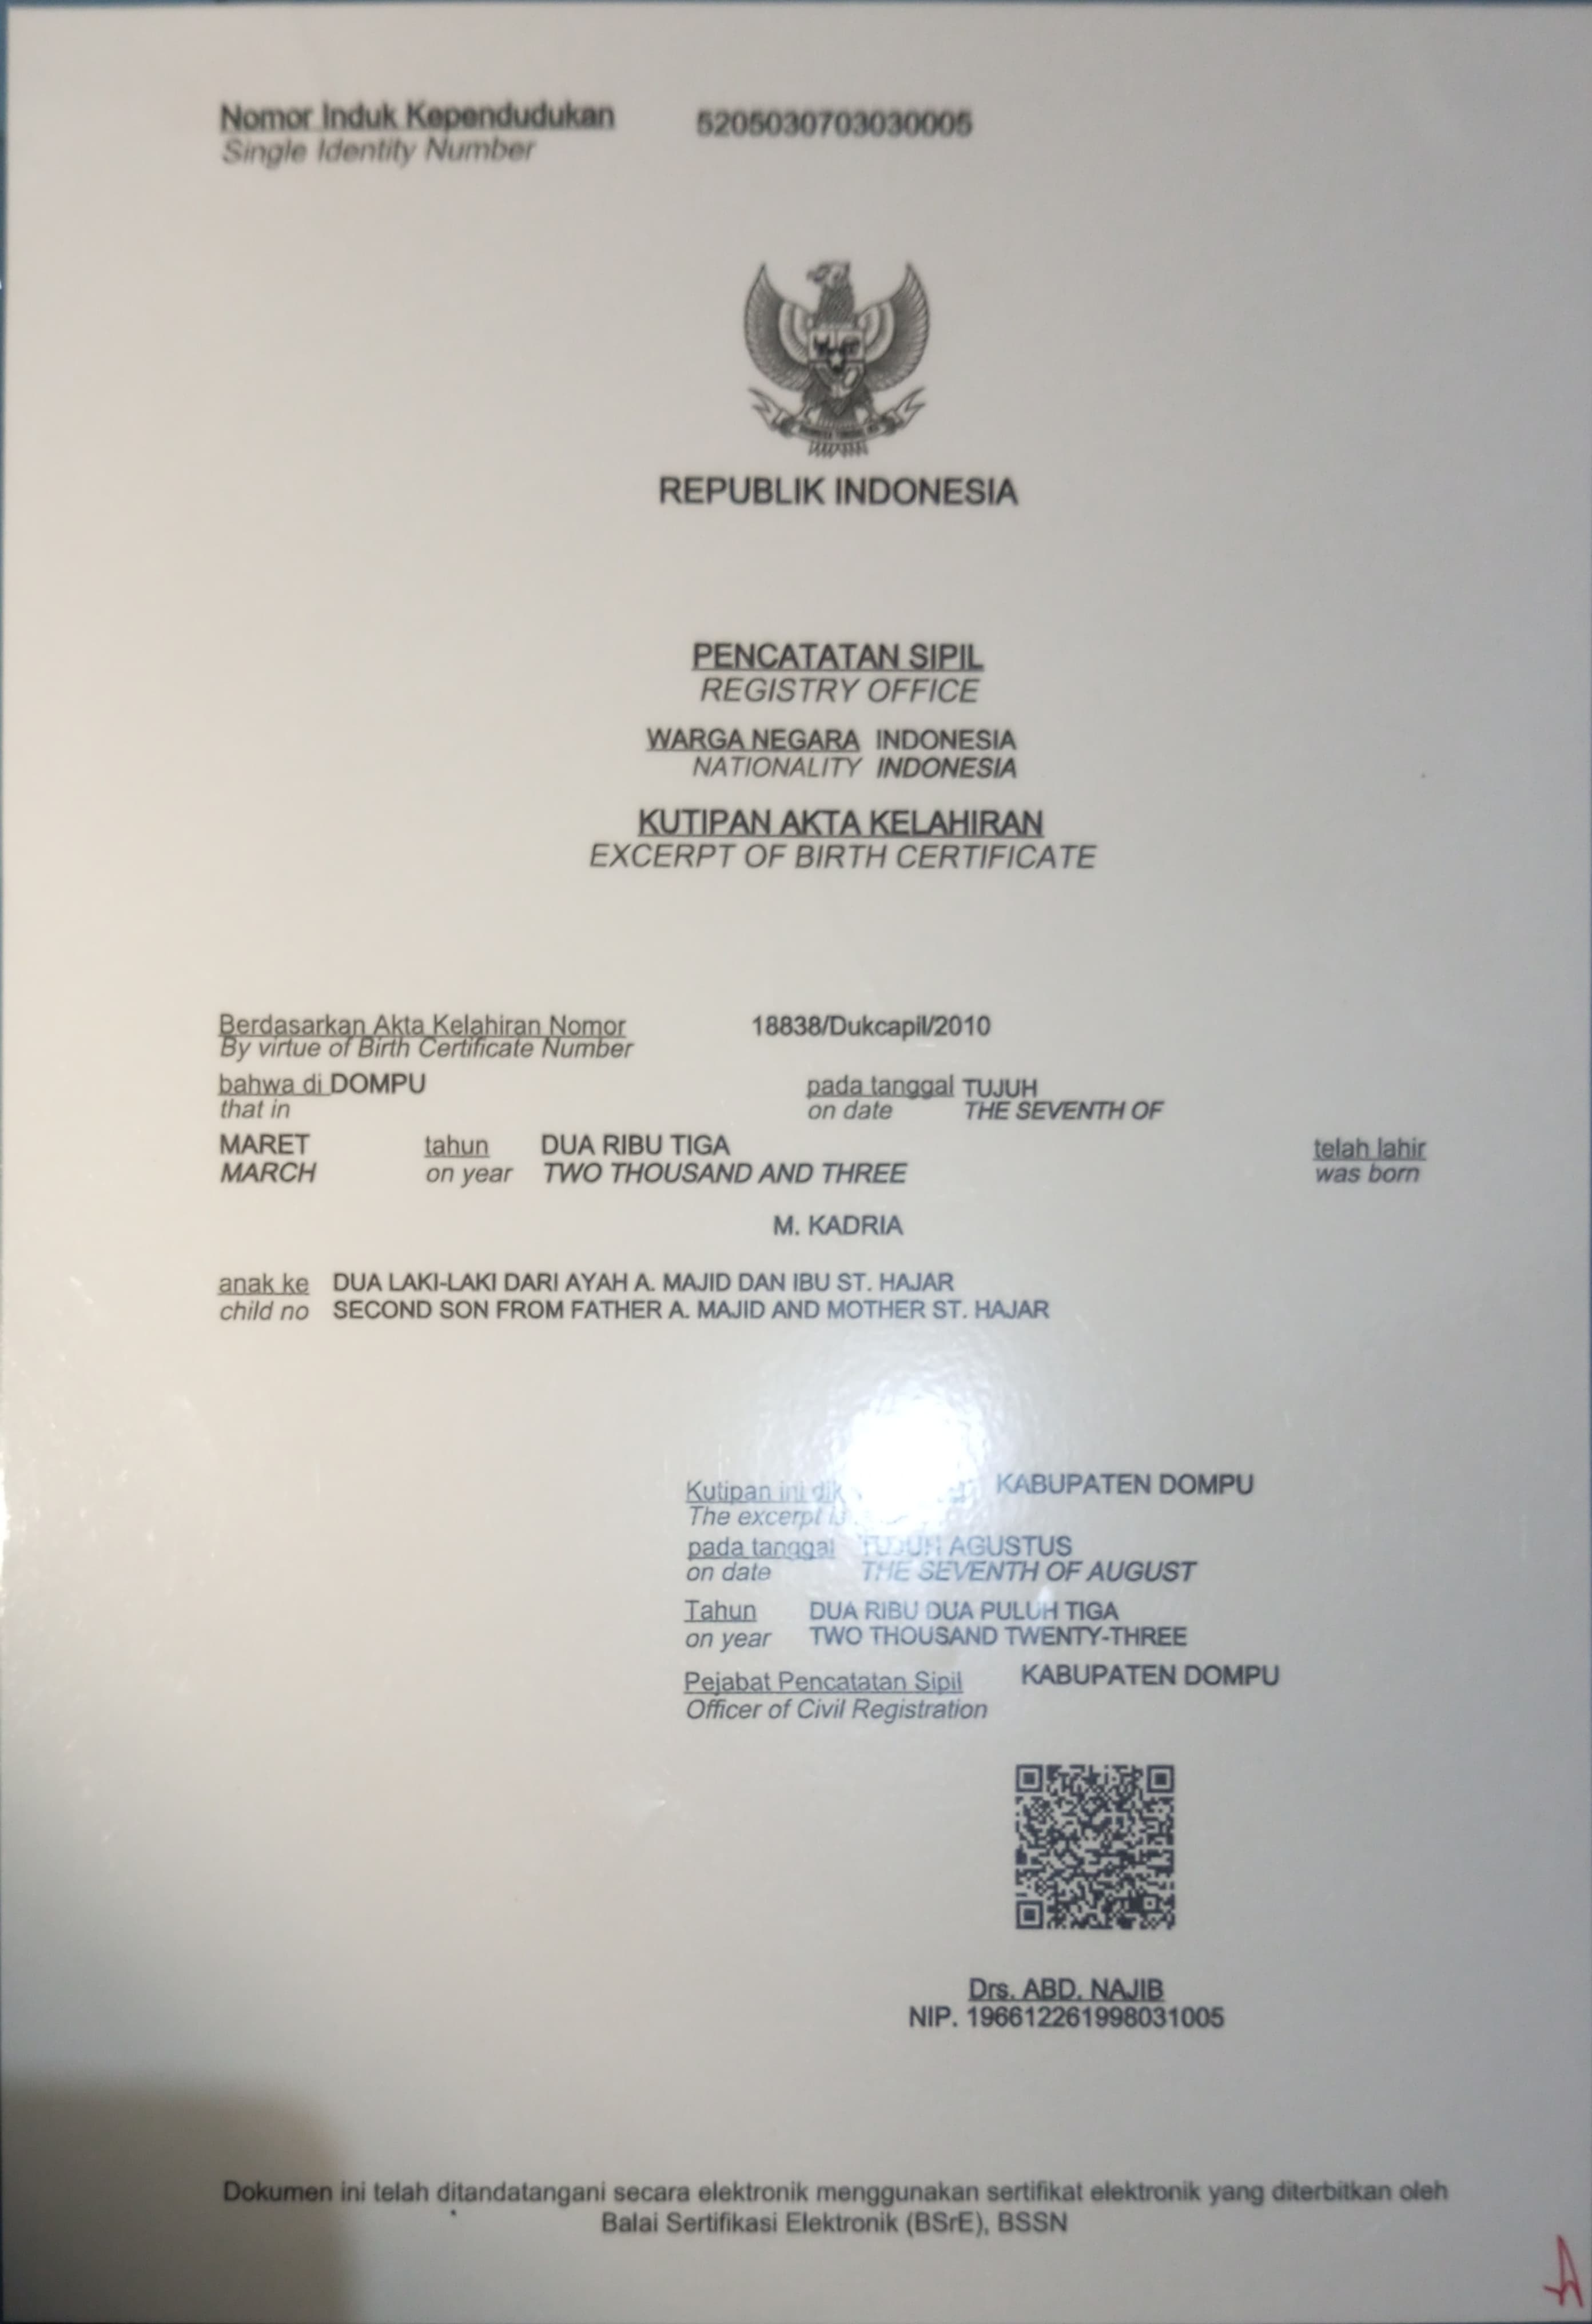 Nomor Induk Kependudukan 5205030703030005
Single Identity Number
REPUBLIK INDONESIA
PENCATATAN SIPIL
REGISTRY OFFICE
WARGA NEGARA INDONESIA
NATIONALITY INDONESIA
KUTIPAN AKTA KELAHIRAN
EXCERPT OF BIRTH CERTIFICATE
Berdasarkan Akta Kelahiran Nomor 18838/Dukcapil/2010
By virtue of Birth Certificate Number
bahwa di DOMPU pada tanggal TUJUH
that in on date THE SEVENTH OF
MARET tahun DUA RIBU TIGA telah lahir
MARCH on year TWO THOUSAND AND THREE was born
M. KADRIA
anak ke DUA LAKI-LAKI DARI AYAH A. MAJID DAN IBU ST. HAJAR
child no SECOND SON FROM FATHER A. MAJID AND MOTHER ST. HAJAR
Kutipan ini KABUPATEN DOMPU
The excerpt
pada tanggal TUJUH AGUSTUS
on date THE SEVENTH OF AUGUST
Tahun DUA RIBU DUA PULUH TIGA
on year TWO THOUSAND TWENTY-THREE
Pejabat Pencatatan Sipil KABUPATEN DOMPU
Officer of Civil Registration
Drs. ABD. NAJIB
NIP. 196612261998031005
Dokumen ini telah ditandatangani secara elektronik menggunakan sertifikat elektronik yang diterbitkan oleh
Balai Sertifikasi Elektronik (BSrE), BSSN